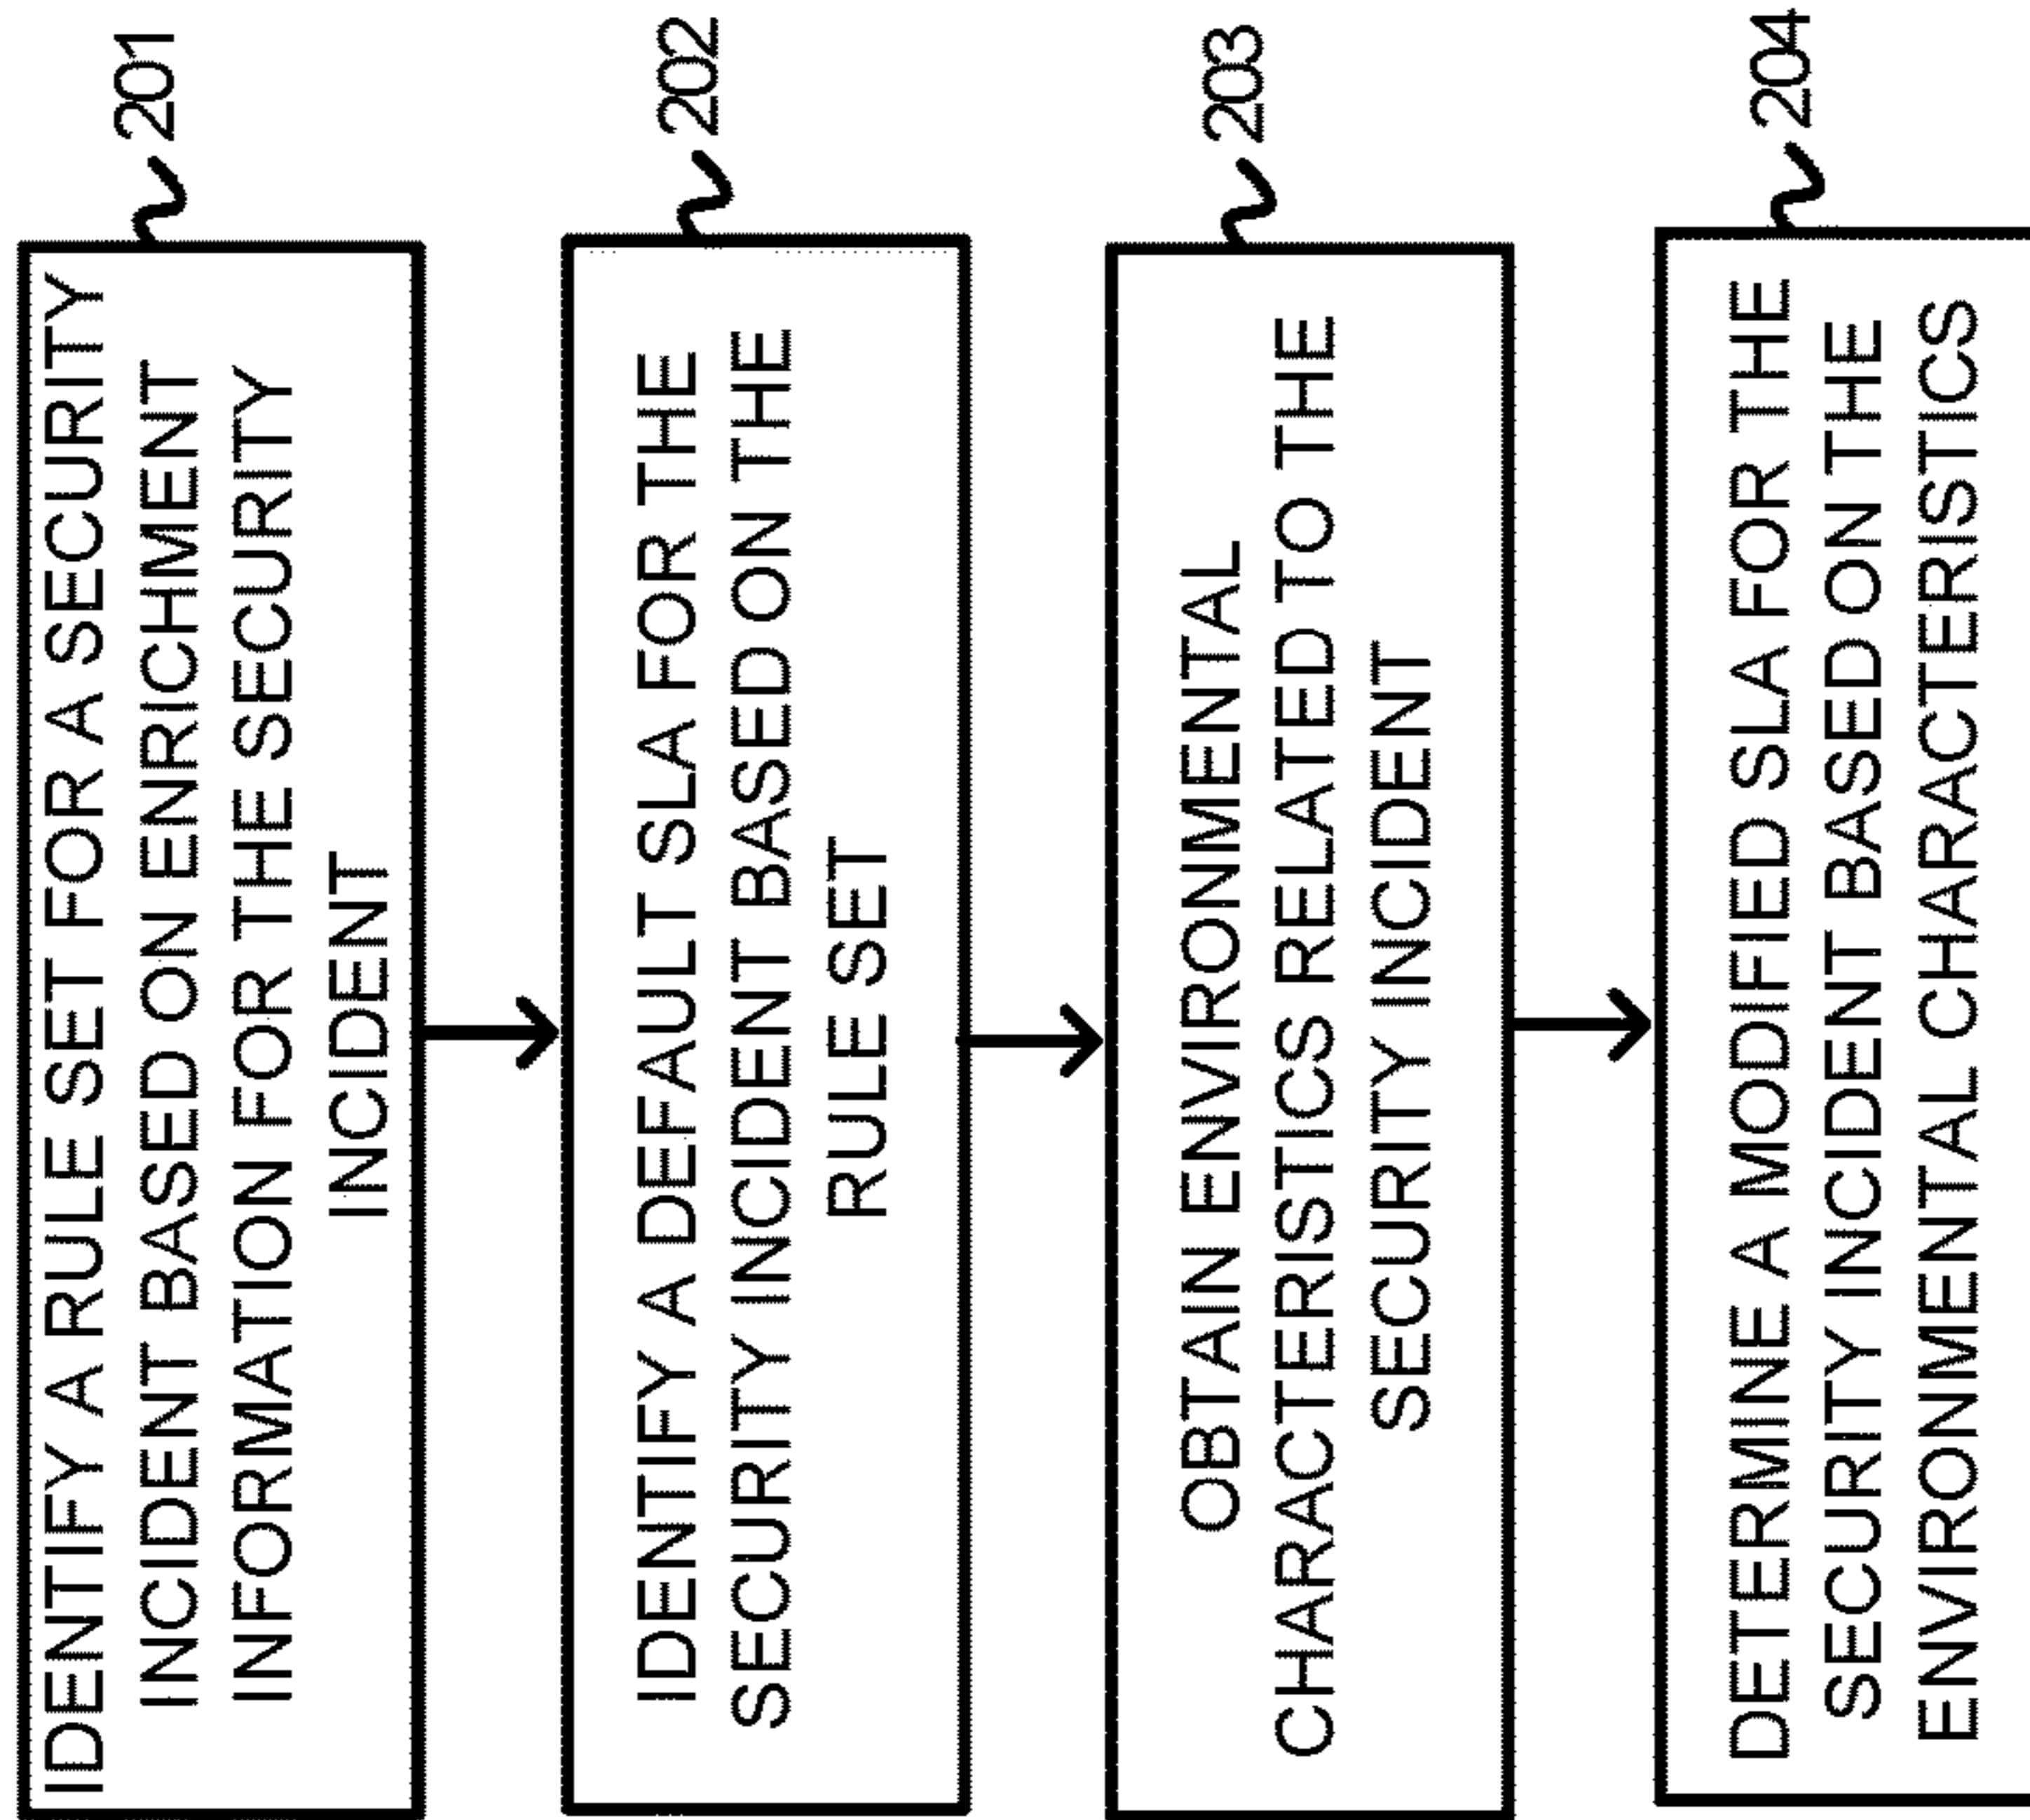 IDENTIFY A RULE SET FOR A SECURITY
INCIDENT BASED ON ENRICHMENT
INFORMATION FOR THE SECURITY
INCIDENT
201
IDENTIFY A DEFAULT SLA FOR THE
SECURITY INCIDENT BASED ON THE
RULE SET
202
OBTAIN ENVIRONMENTAL
CHARACTERISTICS RELATED TO THE
SECURITY INCIDENT
203
DETERMINE A MODIFIED SLA FOR THE
SECURITY INCIDENT BASED ON THE
ENVIRONMENTAL CHARACTERISTICS
204